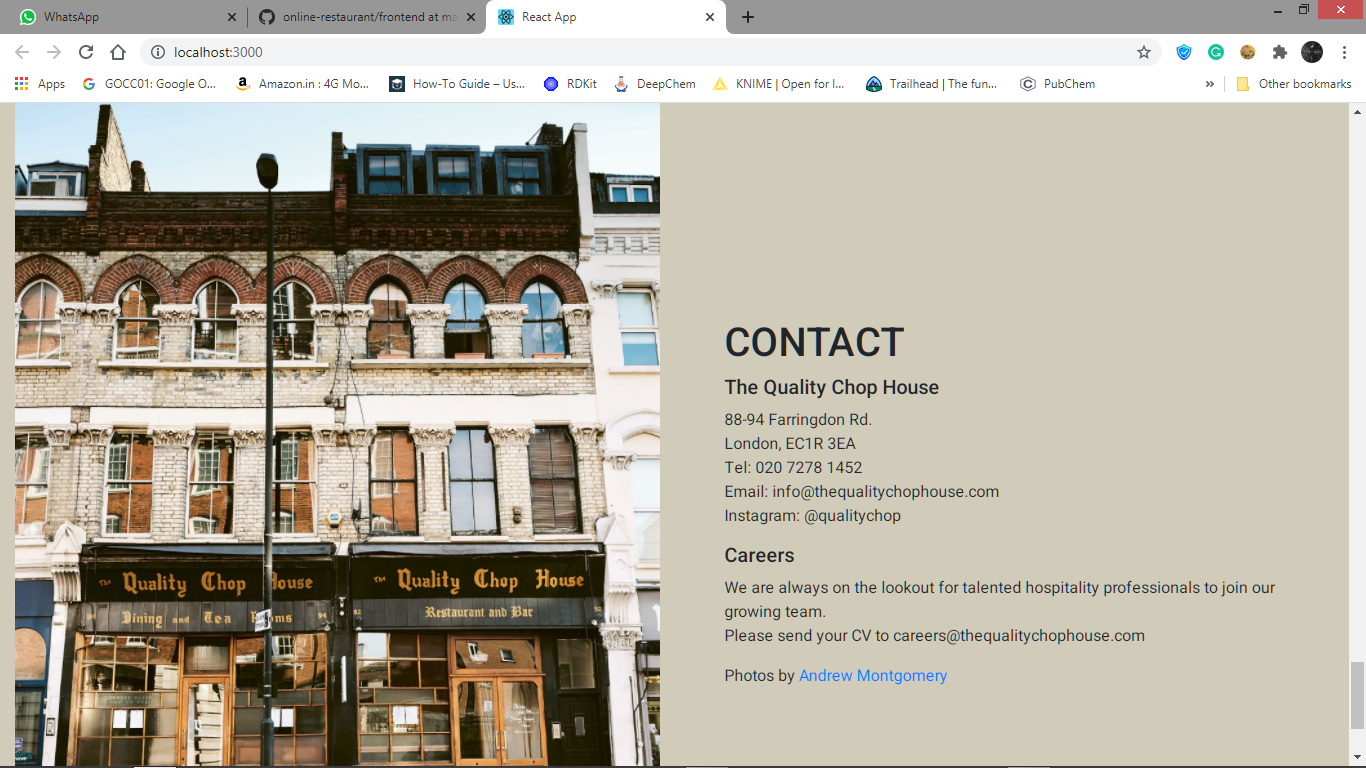 WhatsApp
online-restaurant/frontend at ma
React App
localhost:3000
Apps
GOCC01: Google O...
Amazon.in : 4G Mo...
How-To Guide – Us...
RDKit
DeepChem
KNIME | Open for I...
Trailhead | The fun...
PubChem
»
Other bookmarks
The Quality Chop House
Dining and Tea Rooms
94
The Quality Chop House
92 Restaurant and Bar 92
CONTACT
The Quality Chop House
88-94 Farringdon Rd.
London, EC1R 3EA
Tel: 020 7278 1452
Email: info@thequalitychophouse.com
Instagram: @qualitychop
Careers
We are always on the lookout for talented hospitality professionals to join our
growing team.
Please send your CV to careers@thequalitychophouse.com
Photos by Andrew Montgomery